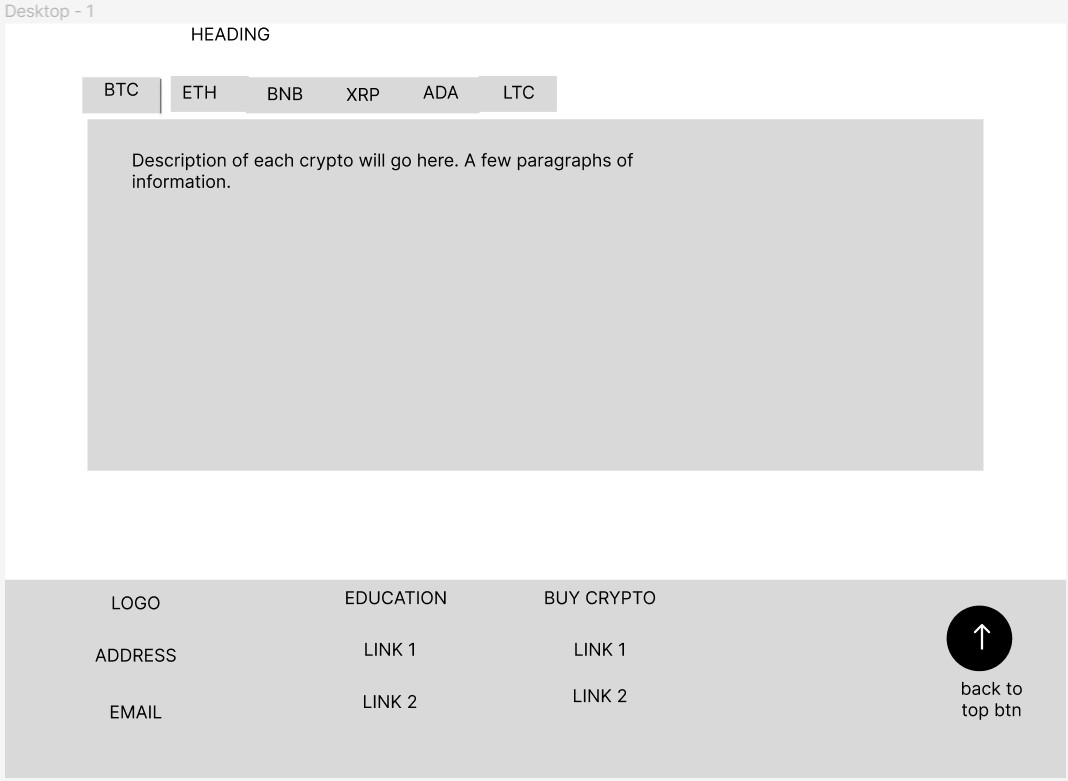 Desktop - 1
HEADING
BTC
ETH
BNB
XRP
ADA
LTC
Description of each crypto will go here. A few paragraphs of
information.
LOGO
ADDRESS
EMAIL
EDUCATION
LINK 1
LINK 2
BUY CRYPTO
LINK 1
LINK 2
back to
top btn